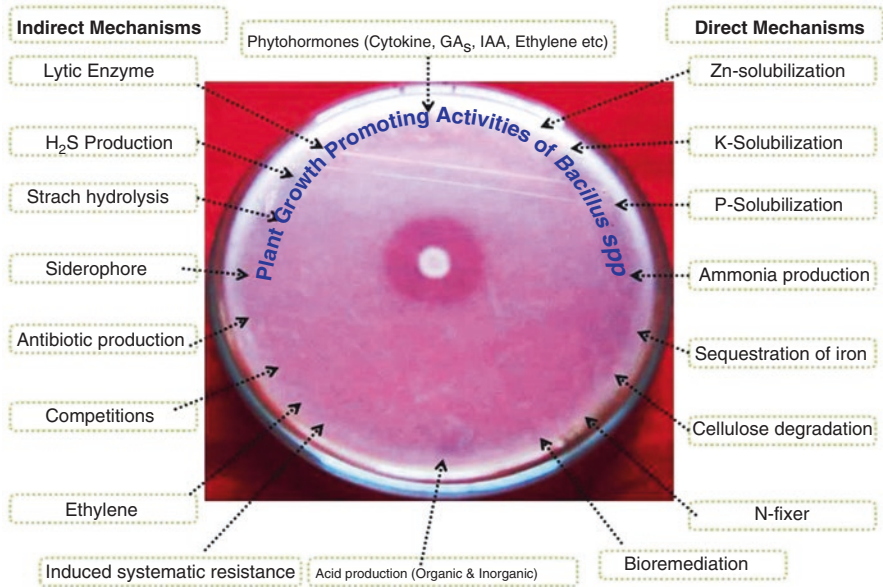 Indirect Mechanisms
Phytohormones (Cytokine, GAS, IAA, Ethylene etc)
Direct Mechanisms
Lytic Enzyme
H2S Production
Strach hydrolysis
Siderophore
Antibiotic production
Competitions
Ethylene
Induced systematic resistance
Plant Growth Promoting Activities of Bacillus spp
Acid production (Organic & Inorganic)
Zn-solubilization
K-Solubilization
P-Solubilization
Ammonia production
Sequestration of iron
Cellulose degradation
N-fixer
Bioremediation